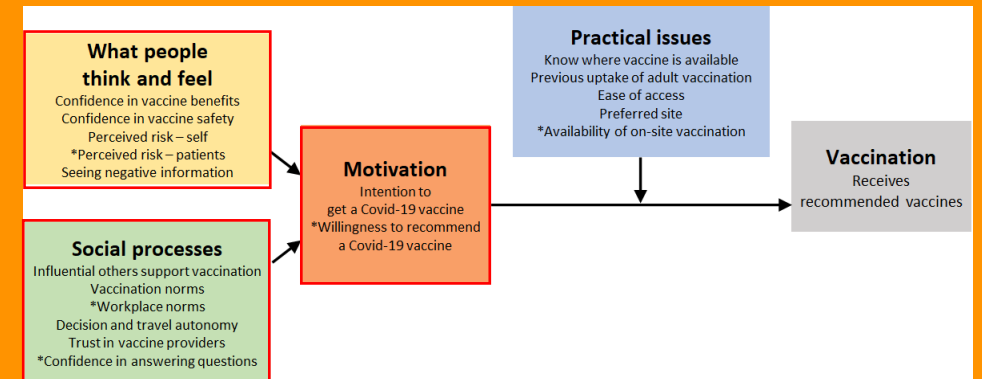 What people
think and feel
Confidence in vaccine benefits
Confidence in vaccine safety
Perceived risk – self
*Perceived risk – patients
Seeing negative information
Social processes
Influential others support vaccination
Vaccination norms
*Workplace norms
Decision and travel autonomy
Trust in vaccine providers
*Confidence in answering questions
Motivation
Intention to
get a Covid-19 vaccine
*Willingness to recommend
a Covid-19 vaccine
Practical issues
Know where vaccine is available
Previous uptake of adult vaccination
Ease of access
Preferred site
*Availability of on-site vaccination
Vaccination
Receives
recommended vaccines